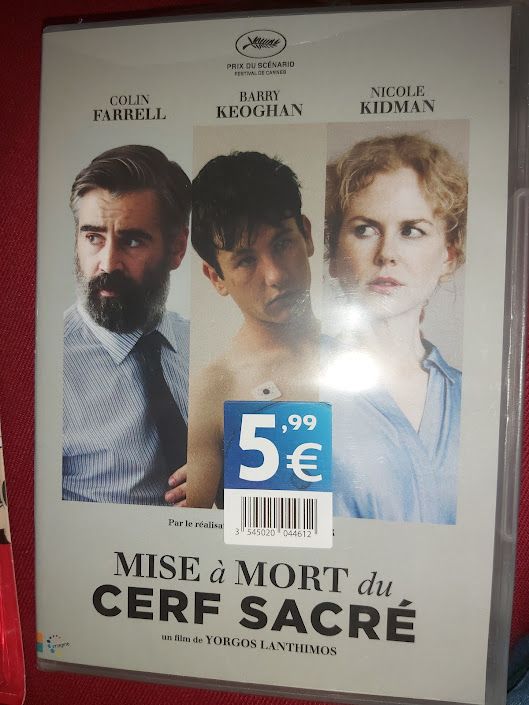 PRIX DU SCÉNARIO
FESTIVAL DE CANNES
COLIN
FARRELL
BARRY
KEOGHAN
NICOLE
KIDMAN
5,99
€
3 545020 044612
Par le réalisa
MISE à MORT du
CERF SACRÉ
un film de YORGOS LANTHIMOS